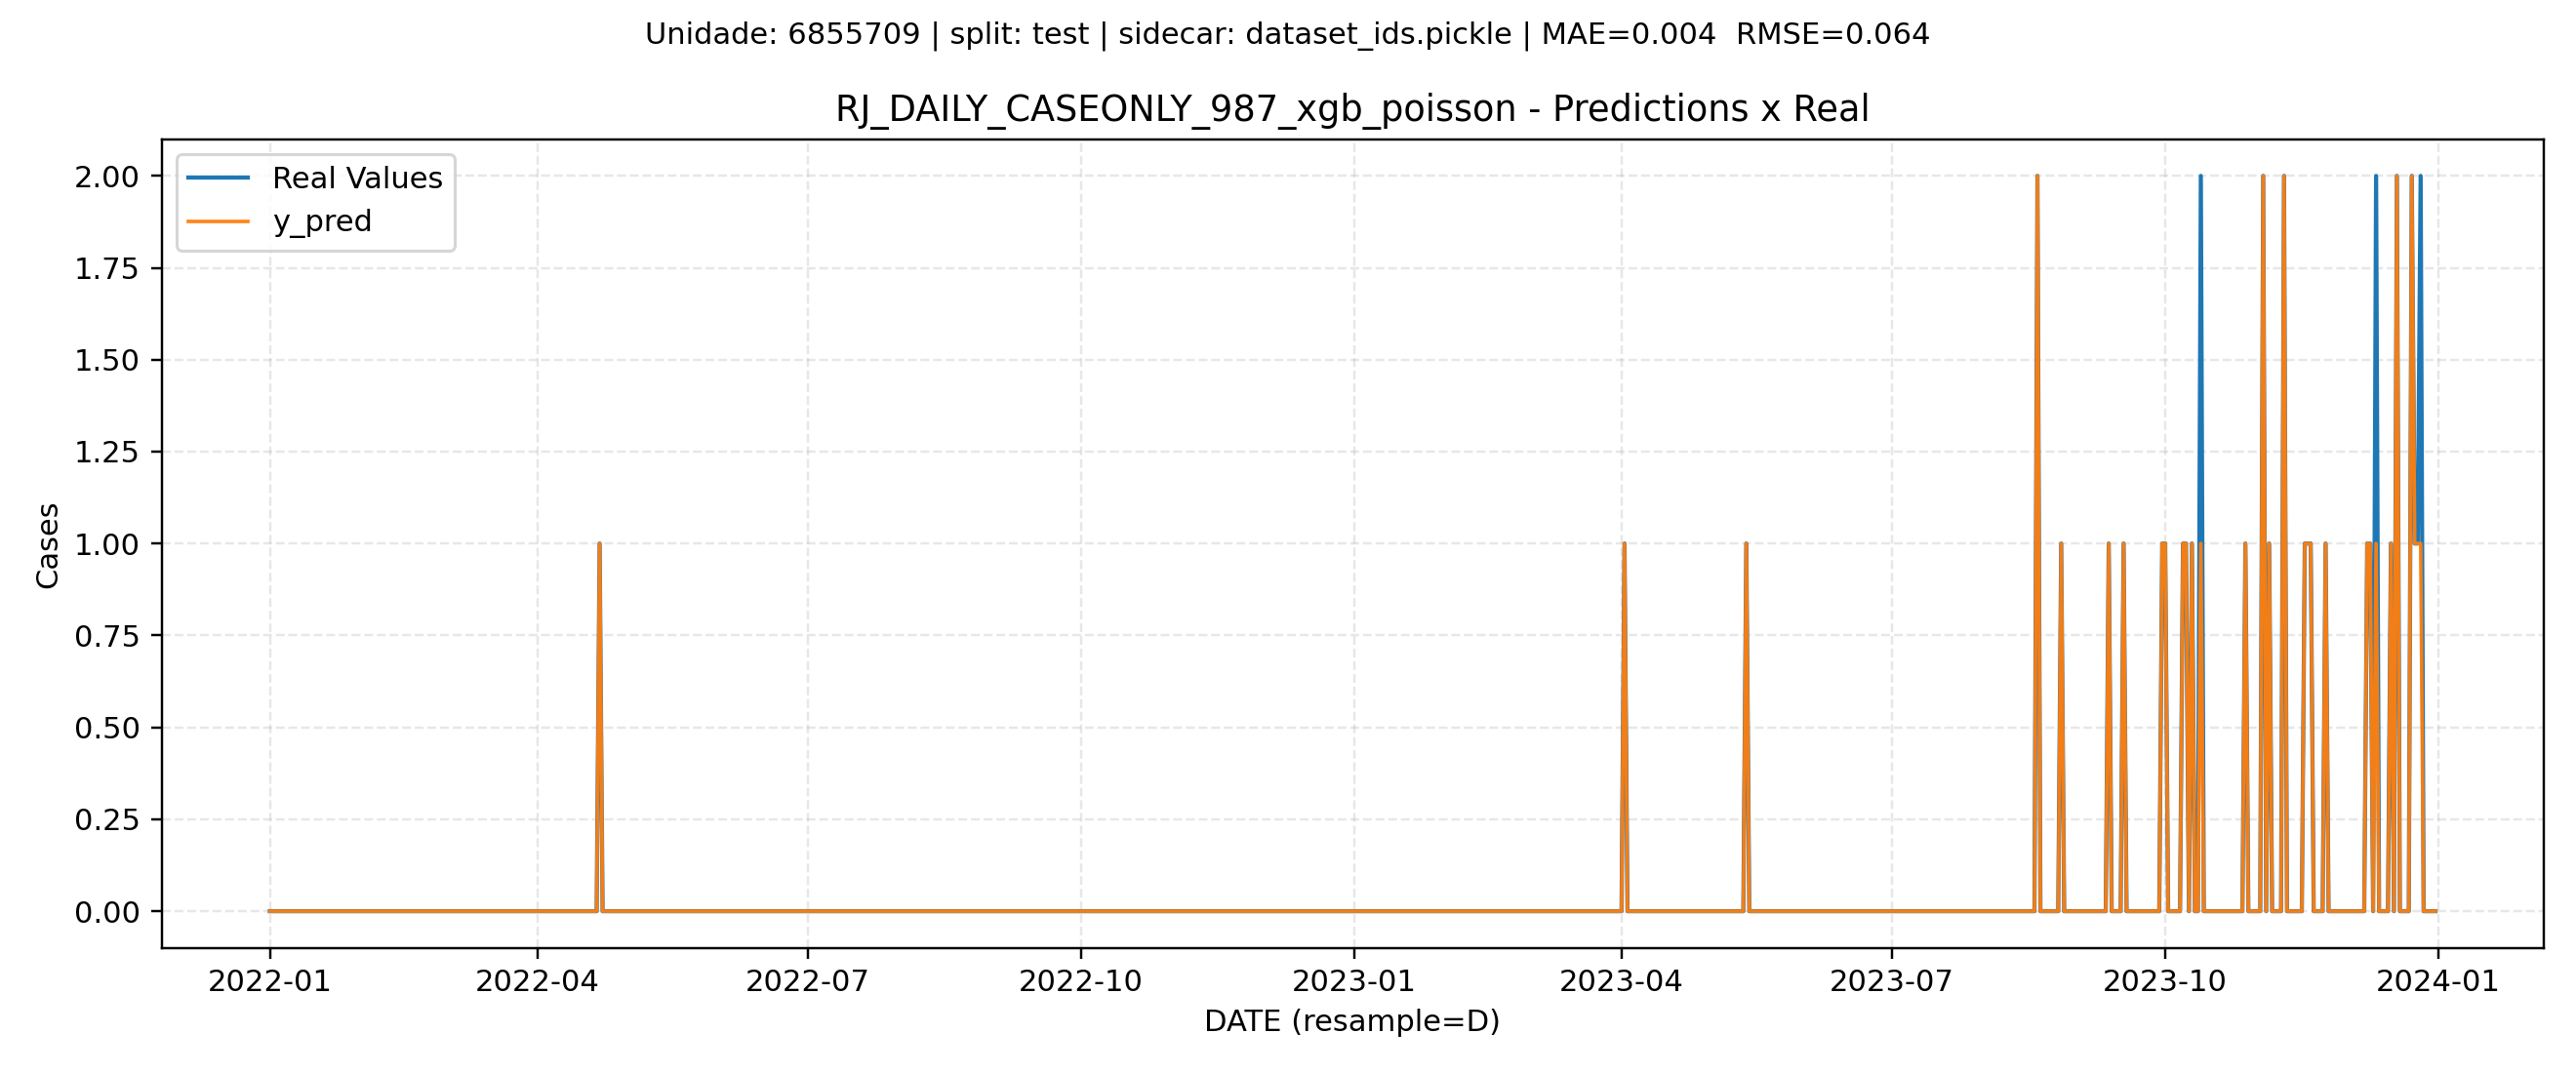 Unidade: 6855709 | split: test | sidecar: dataset_ids.pickle | MAE=0.004  RMSE=0.064
RJ_DAILY_CASEONLY_987_xgb_poisson - Predictions x Real
Real Values
y_pred
2.00
1.75
1.50
1.25
1.00
0.75
0.50
0.25
0.00
Cases
2022-01 2022-04 2022-07 2022-10 2023-01 2023-04 2023-07 2023-10 2024-01
DATE (resample=D)